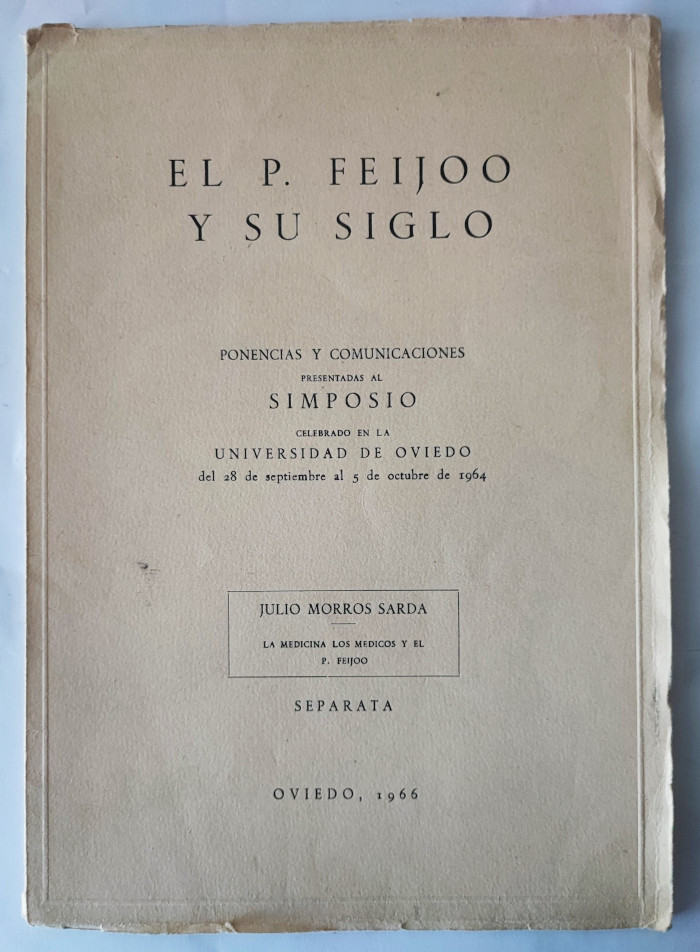 EL P. FEIJOO
Y SU SIGLO
PONENCIAS Y COMUNICACIONES
PRESENTADAS AL
SIMPOSIO
CELEBRADO EN LA
UNIVERSIDAD DE OVIEDO
del 28 de septiembre al 5 de octubre de 1964
JULIO MORROS SARDA
LA MEDICINA LOS MEDICOS Y EL
P. FEIJOO
SEPARATA
OVIEDO, 1966